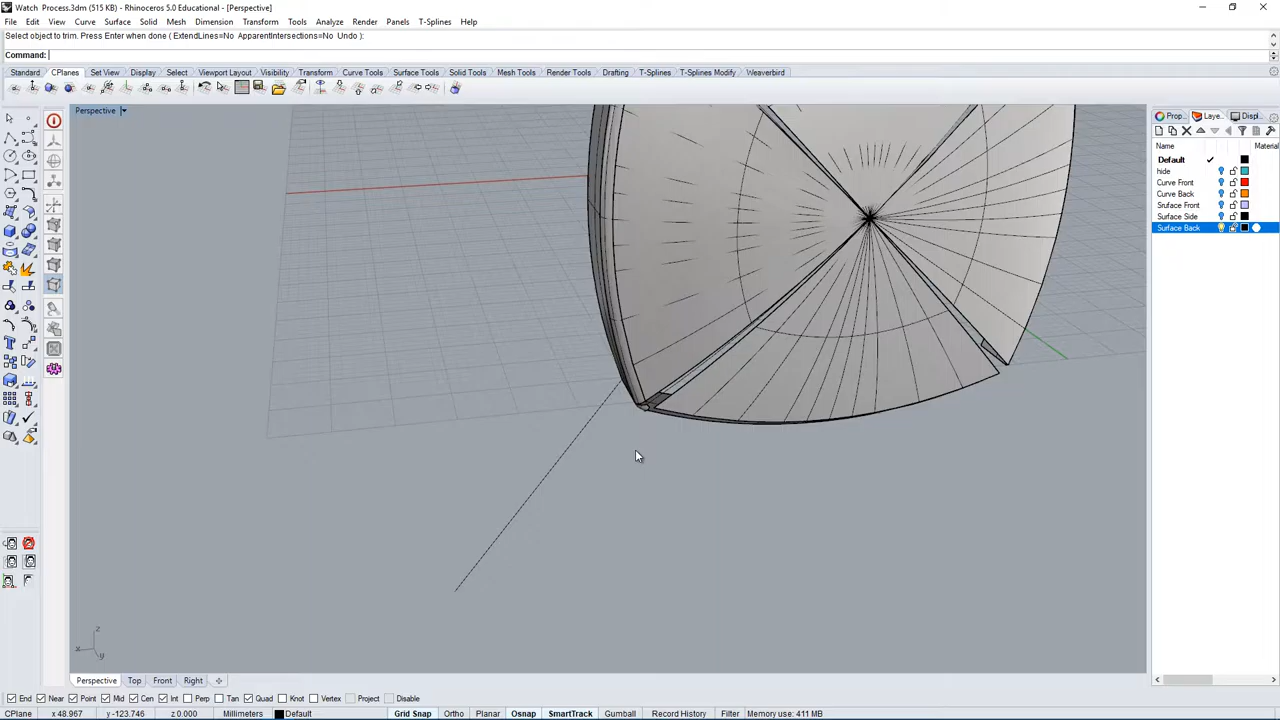 Watch Process.3dm (515 KB) - Rhinoceros 5.0 Educational - [Perspective]
File Edit View Curve Surface Solid Mesh Dimension Transform Tools Analyze Render Panels T-Splines Help
Select object to trim. Press Enter when done ( ExtendLines=No ApparentIntersections=No Undo ):
Command:
Standard CPlanes Set View Display Select Viewport Layout Visibility Transform Curve Tools Surface Tools Solid Tools Mesh Tools Render Tools Drafting T-Splines T-Splines Modify Weaverbird
Perspective
Prop... Laye... Displ...
Name Material
Default
hide
Curve Front
Curve Back
Sruface Front
Surface Side
Surface Back
z
x
y
Perspective Top Front Right
End Near Point Mid Cen Int Perp Tan Quad Knot Vertex Project Disable
CPlane x 48.967 y -123.746 z 0.000 Millimeters Default Grid Snap Ortho Planar Osnap SmartTrack Gumball Record History Filter Memory use: 411 MB